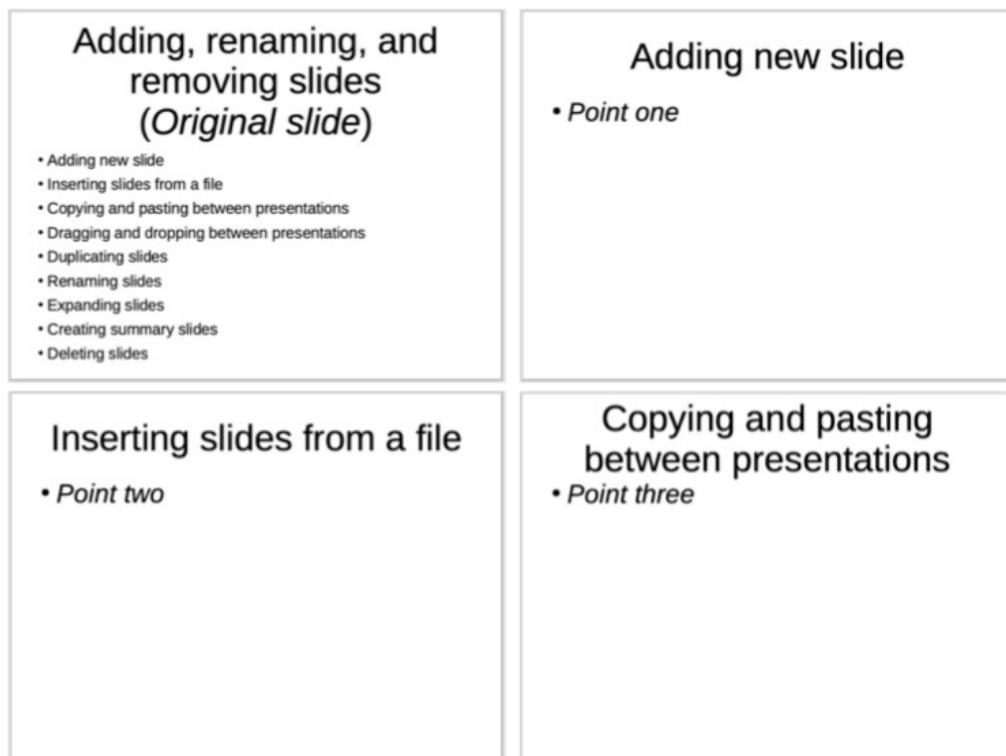 Adding, renaming, and
removing slides
(Original slide)
• Adding new slide
• Inserting slides from a file
• Copying and pasting between presentations
• Dragging and dropping between presentations
• Duplicating slides
• Renaming slides
• Expanding slides
• Creating summary slides
• Deleting slides
Adding new slide
• Point one
Inserting slides from a file
• Point two
Copying and pasting
between presentations
• Point three